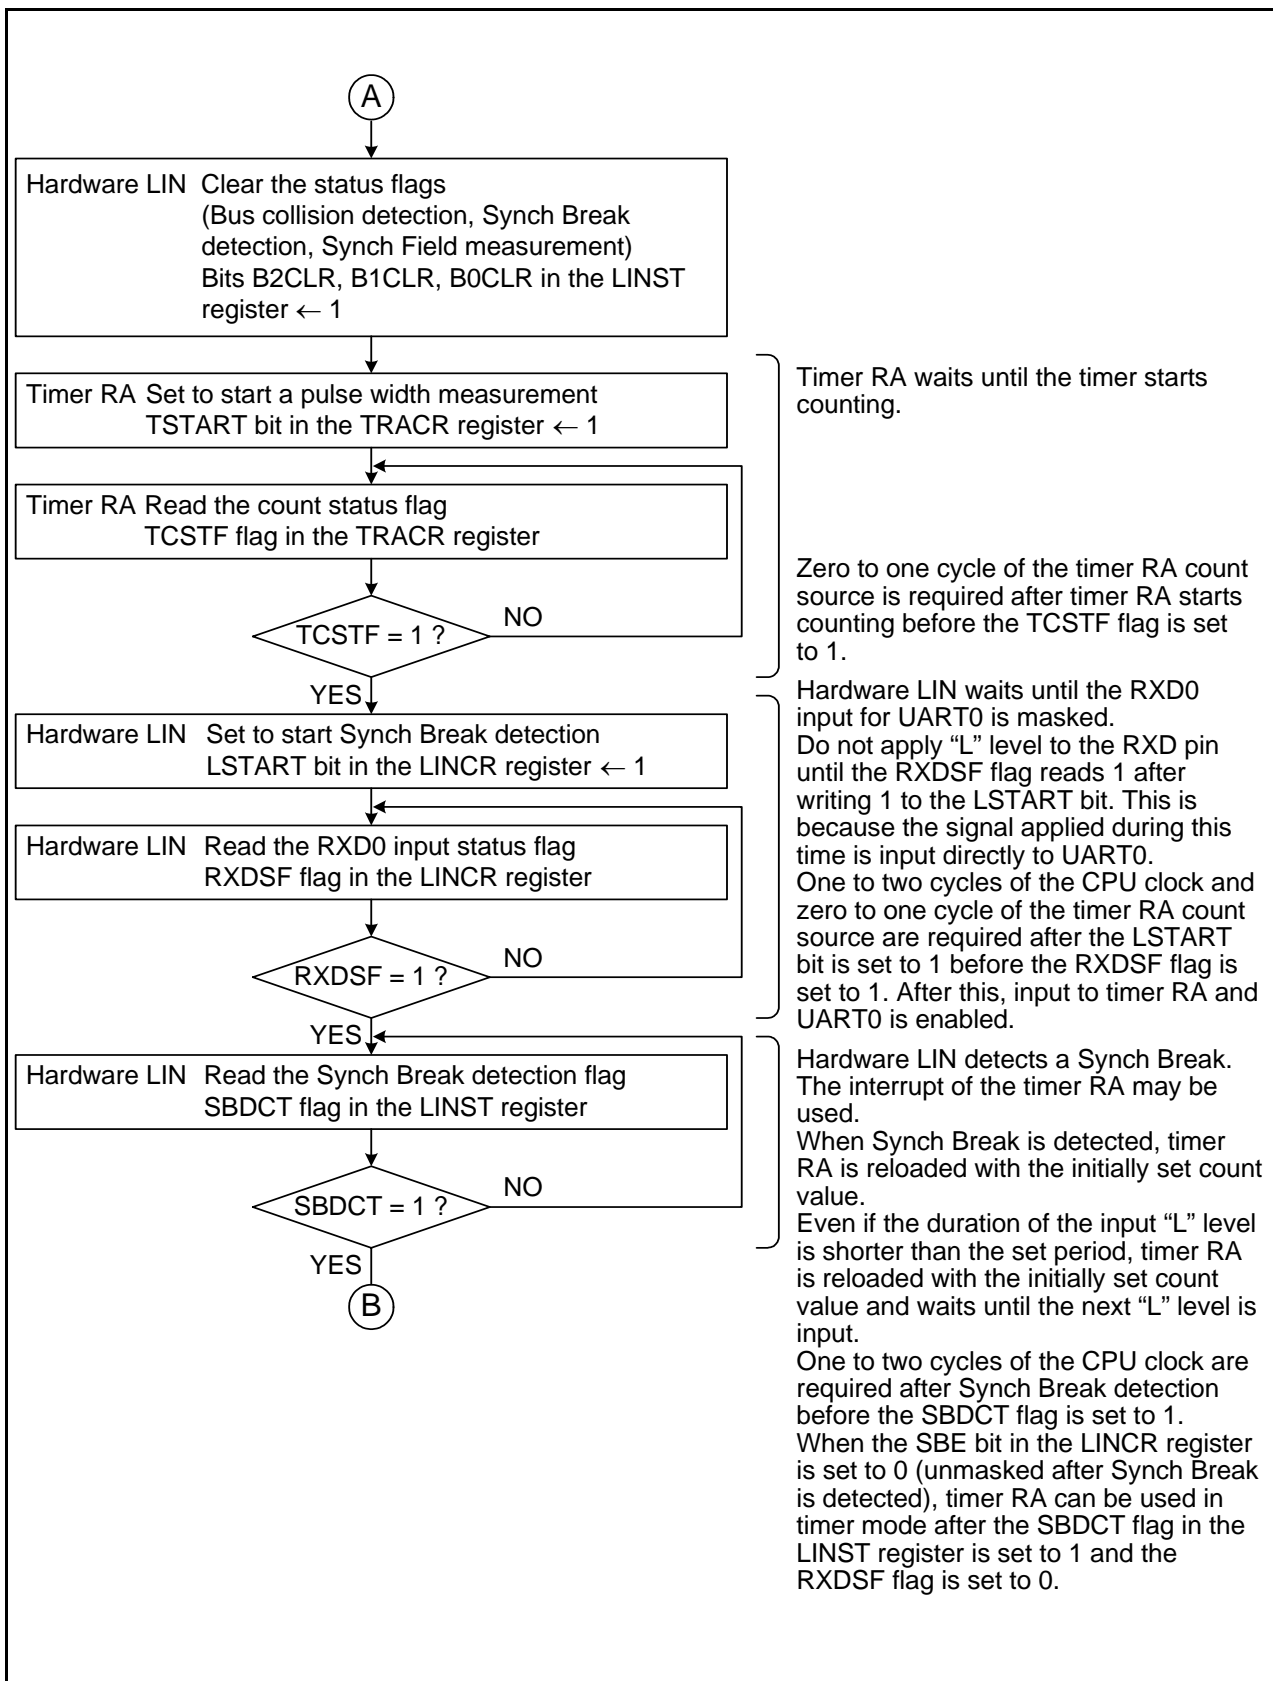 A
Hardware LIN Clear the status flags
(Bus collision detection, Synch Break
detection, Synch Field measurement)
Bits B2CLR, B1CLR, B0CLR in the LINST
register ← 1
Timer RA Set to start a pulse width measurement
TSTART bit in the TRACR register ← 1
Timer RA waits until the timer starts
counting.
Timer RA Read the count status flag
TCSTF flag in the TRACR register
TCSTF = 1 ?
NO
YES
Zero to one cycle of the timer RA count
source is required after timer RA starts
counting before the TCSTF flag is set
to 1.
Hardware LIN Set to start Synch Break detection
LSTART bit in the LINCR register ← 1
Hardware LIN Read the RXD0 input status flag
RXDSF flag in the LINCR register
RXDSF = 1 ?
NO
YES
Hardware LIN waits until the RXD0
input for UART0 is masked.
Do not apply “L” level to the RXD pin
until the RXDSF flag reads 1 after
writing 1 to the LSTART bit. This is
because the signal applied during this
time is input directly to UART0.
One to two cycles of the CPU clock and
zero to one cycle of the timer RA count
source are required after the LSTART
bit is set to 1 before the RXDSF flag is
set to 1. After this, input to timer RA and
UART0 is enabled.
Hardware LIN Read the Synch Break detection flag
SBDCT flag in the LINST register
SBDCT = 1 ?
NO
YES
B
Hardware LIN detects a Synch Break.
The interrupt of the timer RA may be
used.
When Synch Break is detected, timer
RA is reloaded with the initially set count
value.
Even if the duration of the input “L” level
is shorter than the set period, timer RA
is reloaded with the initially set count
value and waits until the next “L” level is
input.
One to two cycles of the CPU clock are
required after Synch Break detection
before the SBDCT flag is set to 1.
When the SBE bit in the LINCR register
is set to 0 (unmasked after Synch Break
is detected), timer RA can be used in
timer mode after the SBDCT flag in the
LINST register is set to 1 and the
RXDSF flag is set to 0.